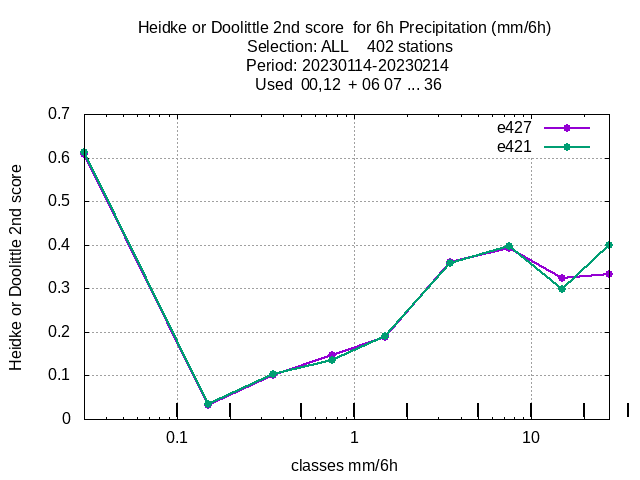 Heidke or Doolittle 2nd score  for 6h Precipitation (mm/6h)
Selection: ALL    402 stations
Period: 20230114-20230214
Used  00,12  + 06 07 ... 36
e427
e421
0.7
0.6
0.5
0.4
0.3
0.2
0.1
0
Heidke or Doolittle 2nd score
0.1 1 10
classes mm/6h